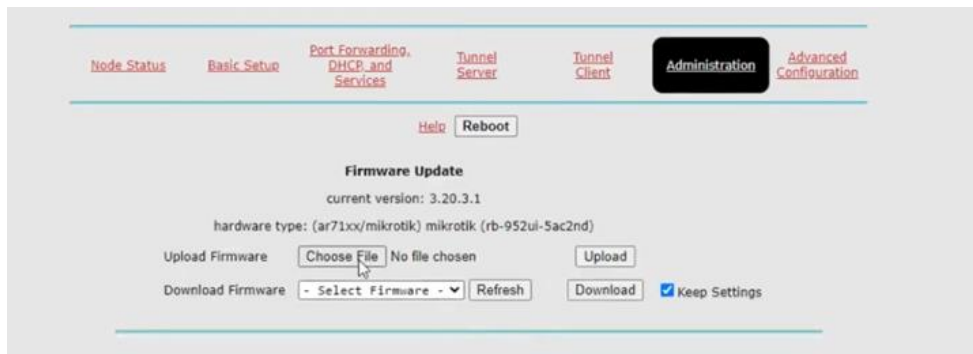 Node Status Basic Setup Port Forwarding, DHCP, and Services Tunnel Server Tunnel Client Administration Advanced Configuration
Help Reboot
Firmware Update
current version: 3.20.3.1
hardware type: (ar71xx/mikrotik) mikrotik (rb-952ui-5ac2nd)
Upload Firmware Choose File No file chosen Upload
Download Firmware - Select Firmware - Refresh Download Keep Settings